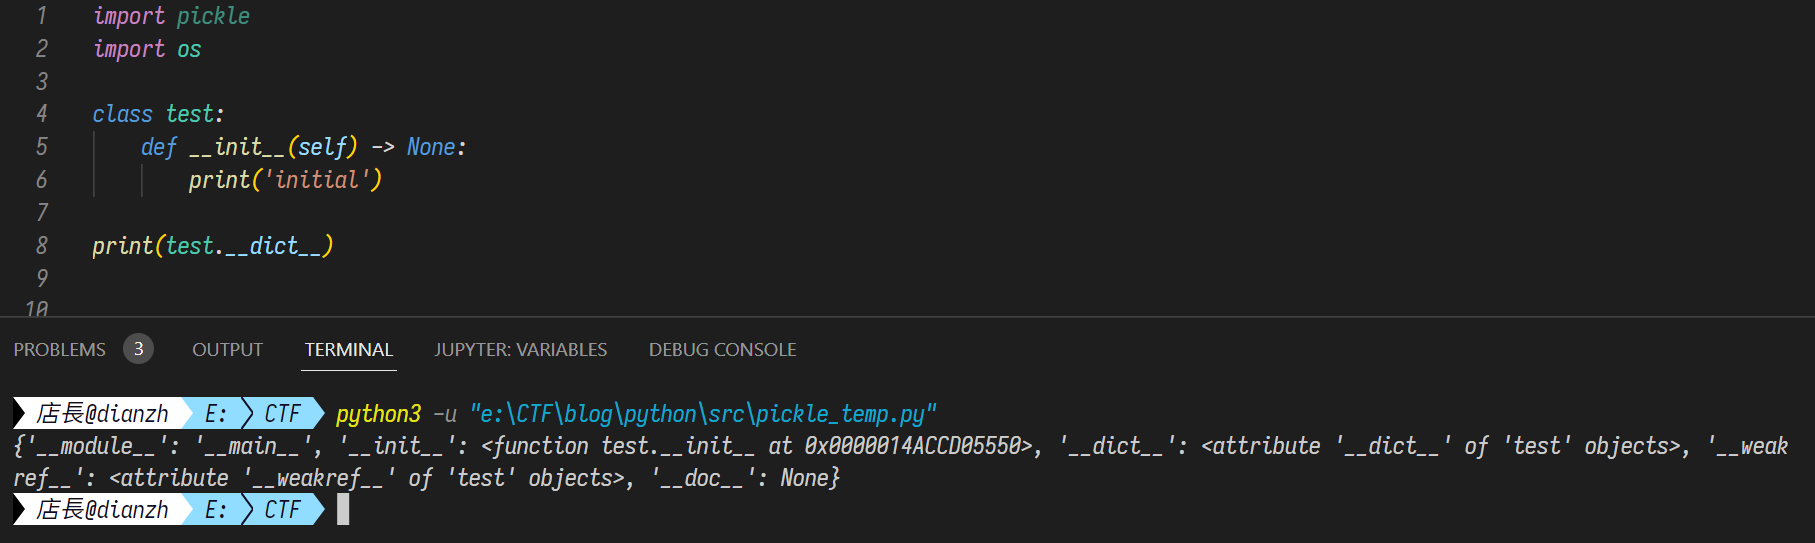 1 import pickle
2 import os
3
4 class test:
5 def __init__(self) -> None:
6 print('initial')
7
8 print(test.__dict__)
9
10
PROBLEMS 3 OUTPUT TERMINAL JUPYTER: VARIABLES DEBUG CONSOLE
店長@dianzh E: CTF python3 -u "e:\CTF\blog\python\src\pickle_temp.py"
{'__module__': '__main__', '__init__': <function test.__init__ at 0x0000014ACCD05550>, '__dict__': <attribute '__dict__' of 'test' objects>, '__weak
ref__': <attribute '__weakref__' of 'test' objects>, '__doc__': None}
店長@dianzh E: CTF